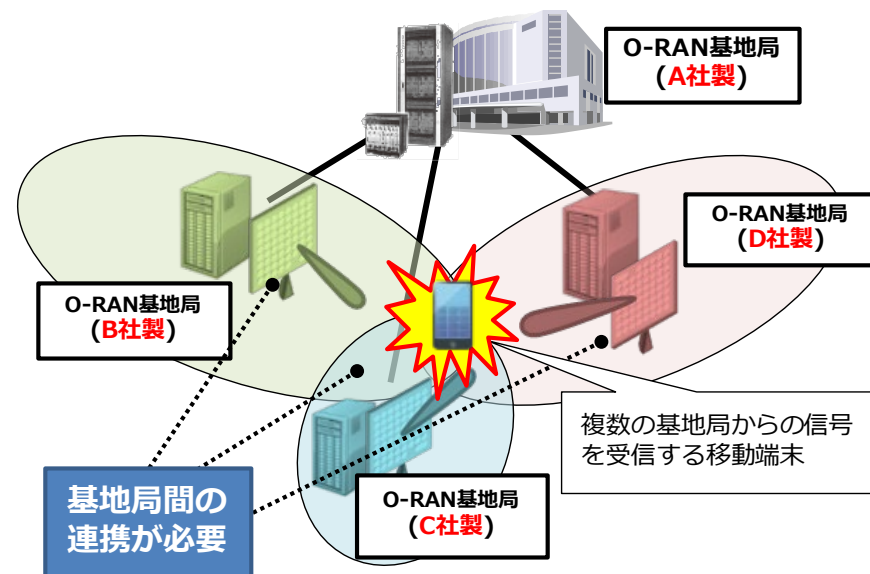 O-RAN基地局
(A社製)
O-RAN基地局
(D社製)
O-RAN基地局
(B社製)
複数の基地局からの信号
を受信する移動端末
基地局間の
連携が必要
O-RAN基地局
(C社製)